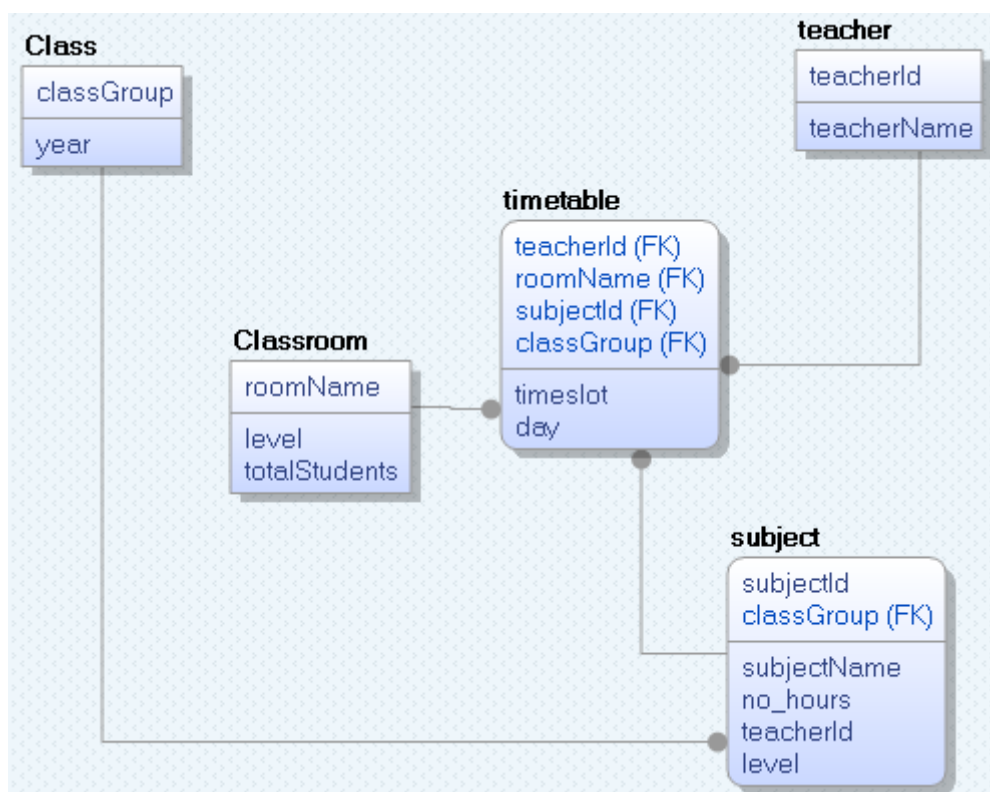 Class
classGroup
year
teacher
teacherId
teacherName
timetable
teacherId (FK)
roomName (FK)
subjectId (FK)
classGroup (FK)
timeslot
day
Classroom
roomName
level
totalStudents
subject
subjectId
classGroup (FK)
subjectName
no_hours
teacherId
level